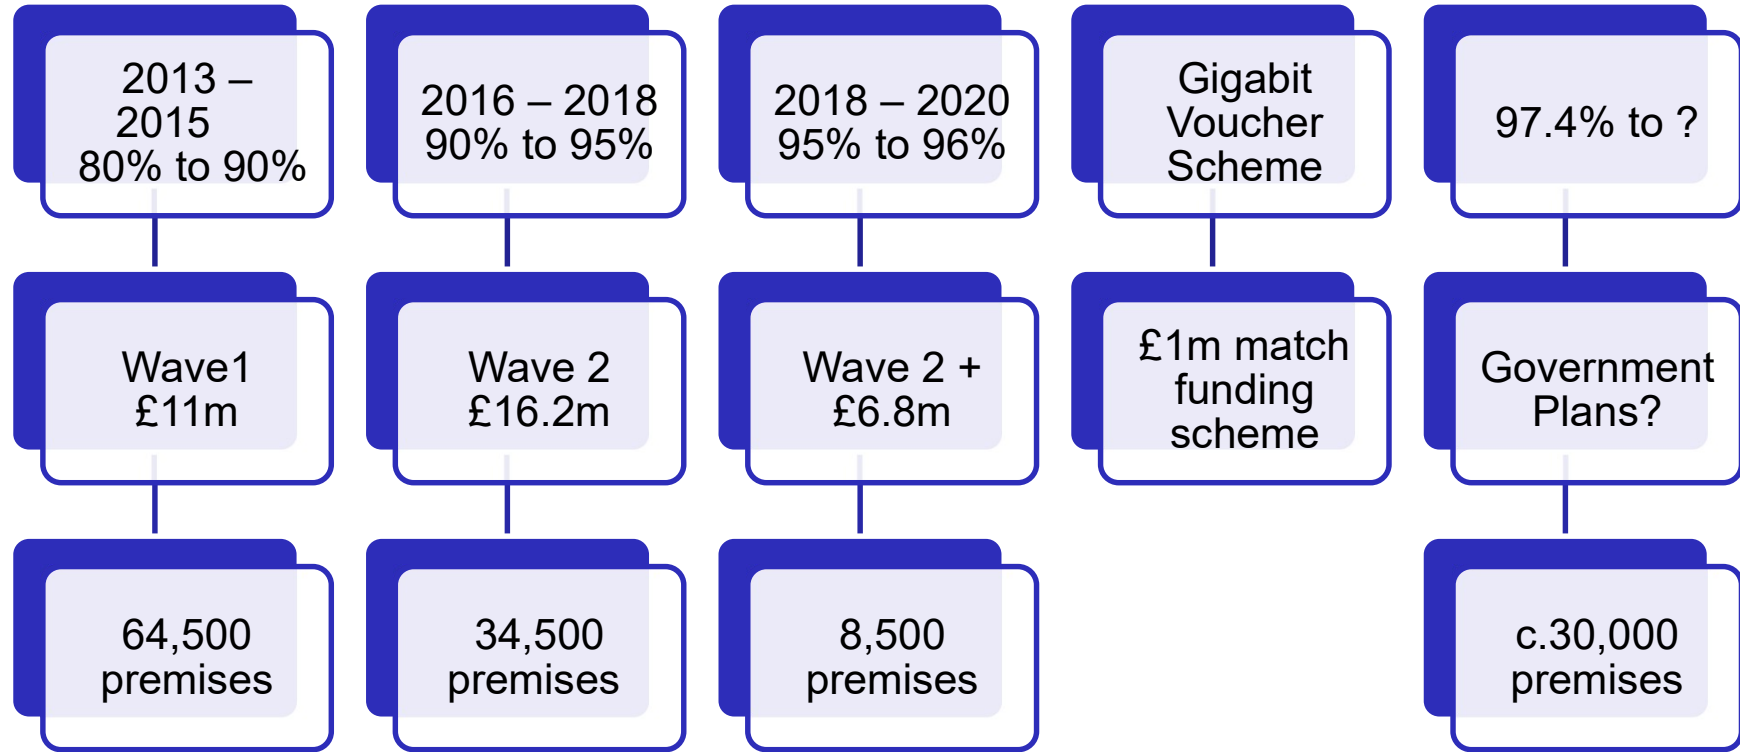 2013 –
2015
80% to 90%
Wave1
£11m
64,500
premises
2016 – 2018
90% to 95%
Wave 2
£16.2m
34,500
premises
2018 – 2020
95% to 96%
Wave 2 +
£6.8m
8,500
premises
Gigabit
Voucher
Scheme
£1m match
funding
scheme
97.4% to ?
Government
Plans?
c.30,000
premises